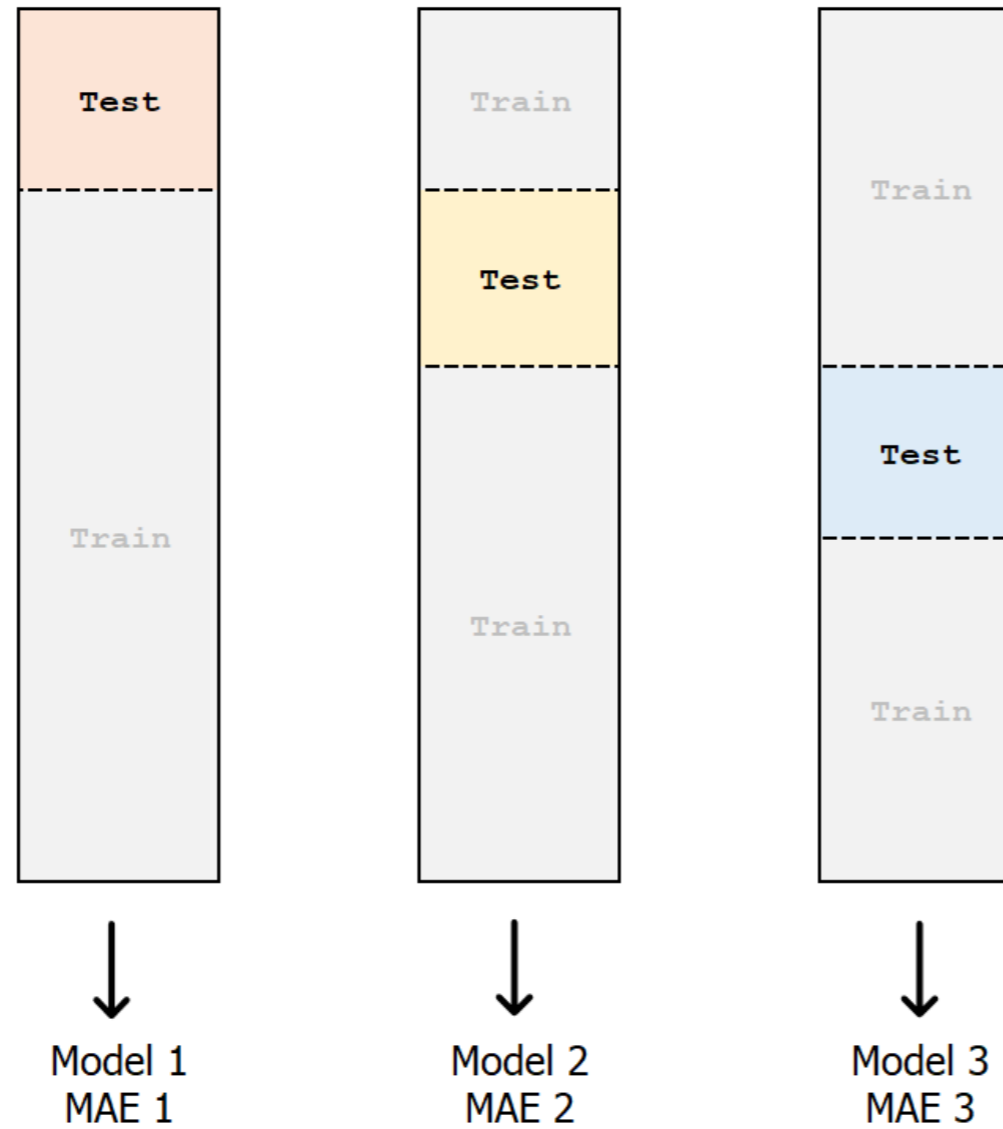 Test
Train
Train
Test
Train
Train
Test
Train
Model 1
MAE 1
Model 2
MAE 2
Model 3
MAE 3